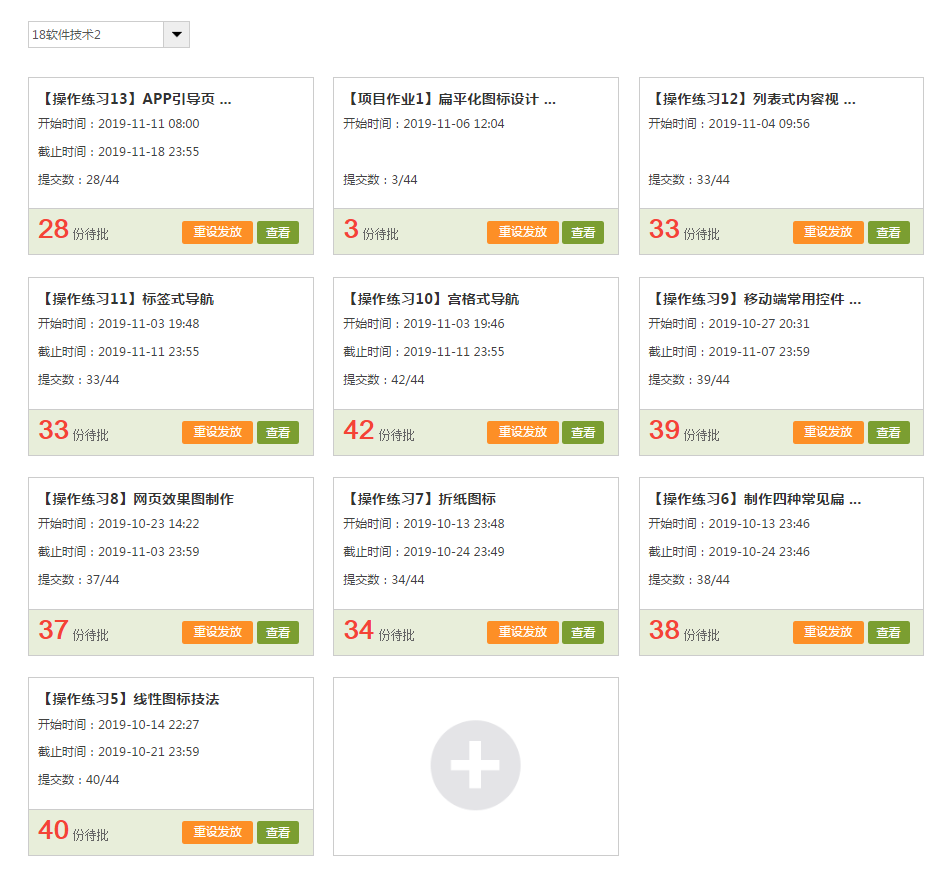 18软件技术2
【操作练习13】APP引导页 ...
开始时间：2019-11-11 08:00
截止时间：2019-11-18 23:55
提交数：28/44
28 份待批 重设发放 查看
【项目作业1】扁平化图标设计 ...
开始时间：2019-11-06 12:04
提交数：3/44
3 份待批 重设发放 查看
【操作练习12】列表式内容视 ...
开始时间：2019-11-04 09:56
提交数：33/44
33 份待批 重设发放 查看
【操作练习11】标签式导航
开始时间：2019-11-03 19:48
截止时间：2019-11-11 23:55
提交数：33/44
33 份待批 重设发放 查看
【操作练习10】宫格式导航
开始时间：2019-11-03 19:46
截止时间：2019-11-11 23:55
提交数：42/44
42 份待批 重设发放 查看
【操作练习9】移动端常用控件 ...
开始时间：2019-10-27 20:31
截止时间：2019-11-07 23:59
提交数：39/44
39 份待批 重设发放 查看
【操作练习8】网页效果图制作
开始时间：2019-10-23 14:22
截止时间：2019-11-03 23:59
提交数：37/44
37 份待批 重设发放 查看
【操作练习7】折纸图标
开始时间：2019-10-13 23:48
截止时间：2019-10-24 23:49
提交数：34/44
34 份待批 重设发放 查看
【操作练习6】制作四种常见扁 ...
开始时间：2019-10-13 23:46
截止时间：2019-10-24 23:46
提交数：38/44
38 份待批 重设发放 查看
【操作练习5】线性图标技法
开始时间：2019-10-14 22:27
截止时间：2019-10-21 23:59
提交数：40/44
40 份待批 重设发放 查看